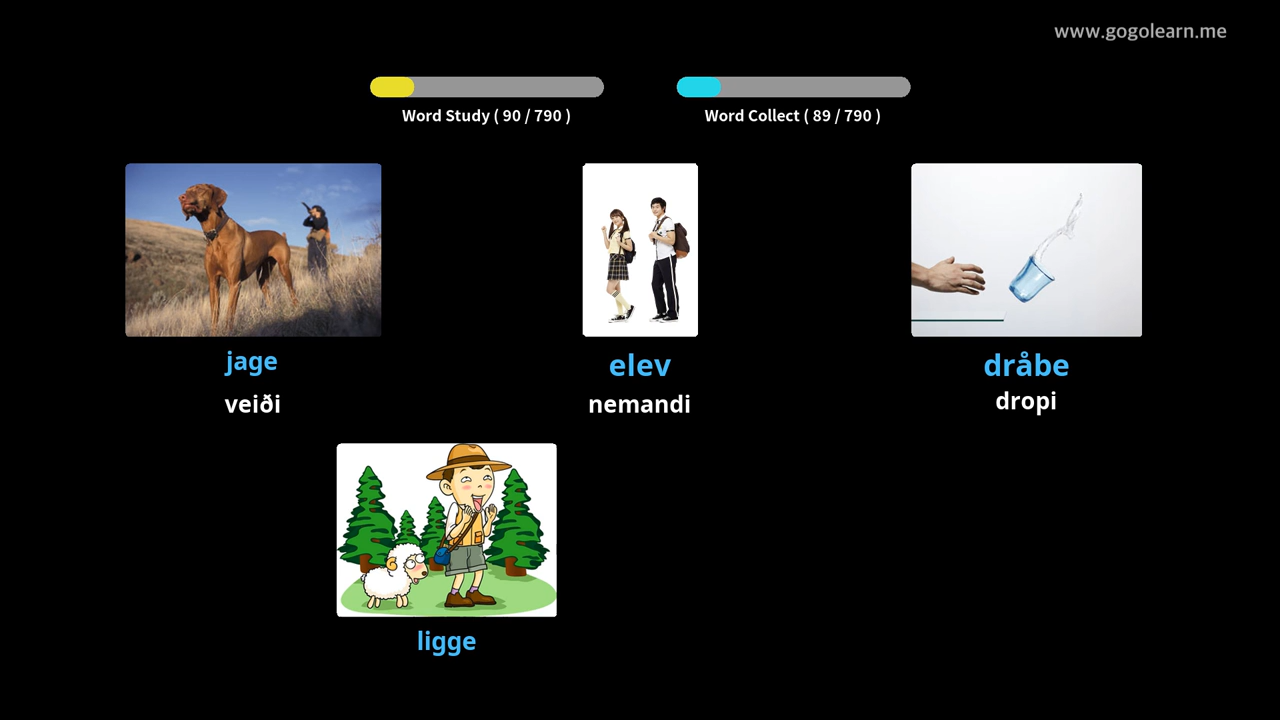 www.gogolearn.me
Word Study ( 90 / 790 )
Word Collect ( 89 / 790 )
jage
elev
dråbe
veiði
nemandi
dropi
ligge